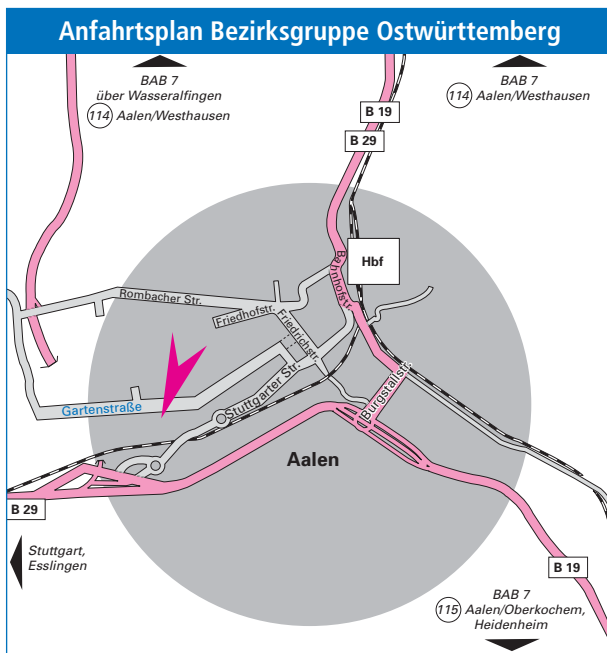 Anfahrtsplan Bezirksgruppe Ostwürttemberg
BAB 7
über Wasseralfingen
114 Aalen/Westhausen
BAB 7
114 Aalen/Westhausen
B 19
B 29
Hbf
Bahnhofstr.
Rombacher Str.
Friedhofstr.
Friedrichstr.
Gartenstraße
Stuttgarter Str.
Burgstallstr.
Aalen
B 29
Stuttgart,
Esslingen
B 19
BAB 7
115 Aalen/Oberkochem,
Heidenheim